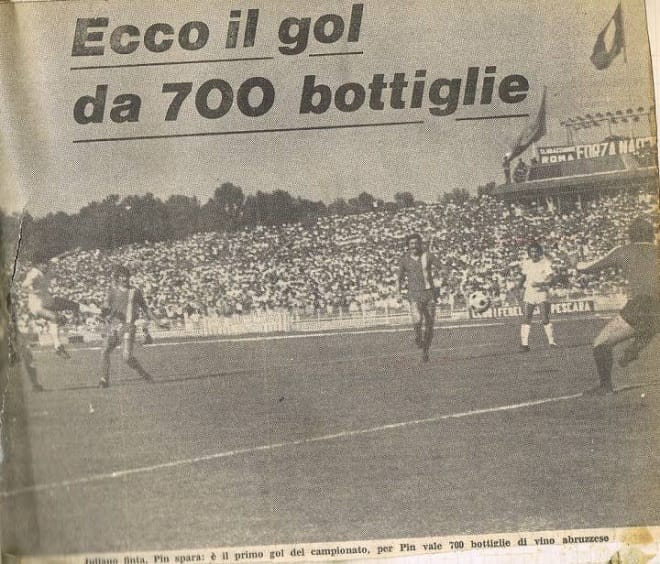 Ecco il gol
da 700 bottiglie
ROMA FORZA
PESCARA
Juliano finta, Pin spara: è il primo gol del campionato, per Pin vale 700 bottiglie di vino abruzzese